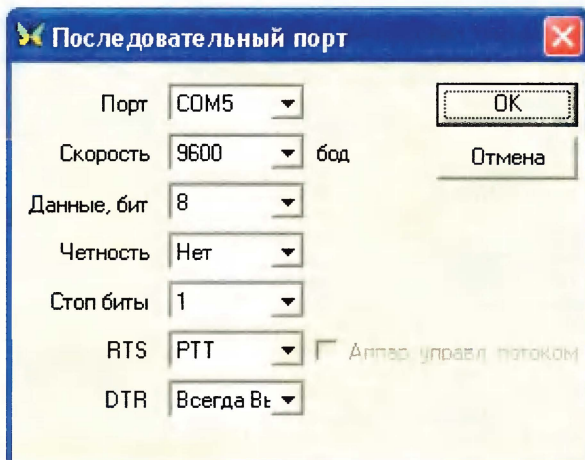 Последовательный порт
Порт COM5 OK
Скорость 9600 бод Отмена
Данные, бит 8
Четность Нет
Стоп биты 1
RTS PTT Аппар. управл. потоком
DTR Всегда Вы